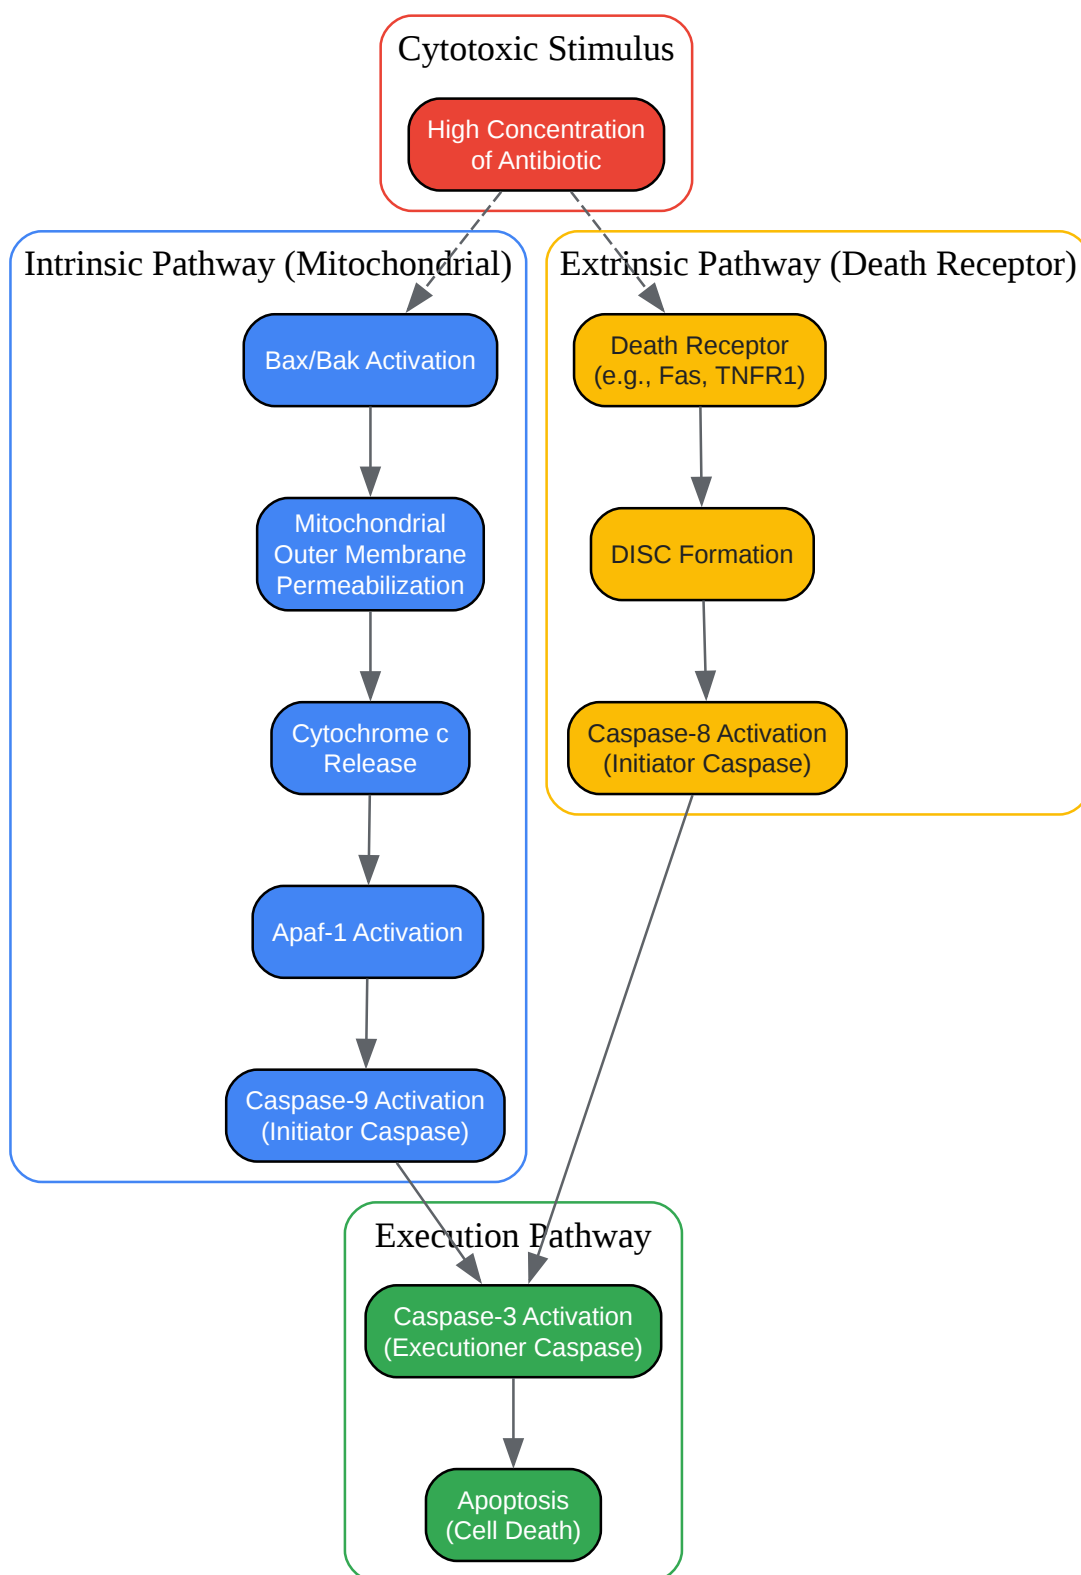 Cytotoxic Stimulus
High Concentration
of Antibiotic
Intrinsic Pathway (Mitochondrial)
Bax/Bak Activation
Mitochondrial
Outer Membrane
Permeabilization
Cytochrome c
Release
Apaf-1 Activation
Caspase-9 Activation
(Initiator Caspase)
Extrinsic Pathway (Death Receptor)
Death Receptor
(e.g., Fas, TNFR1)
DISC Formation
Caspase-8 Activation
(Initiator Caspase)
Execution Pathway
Caspase-3 Activation
(Executioner Caspase)
Apoptosis
(Cell Death)